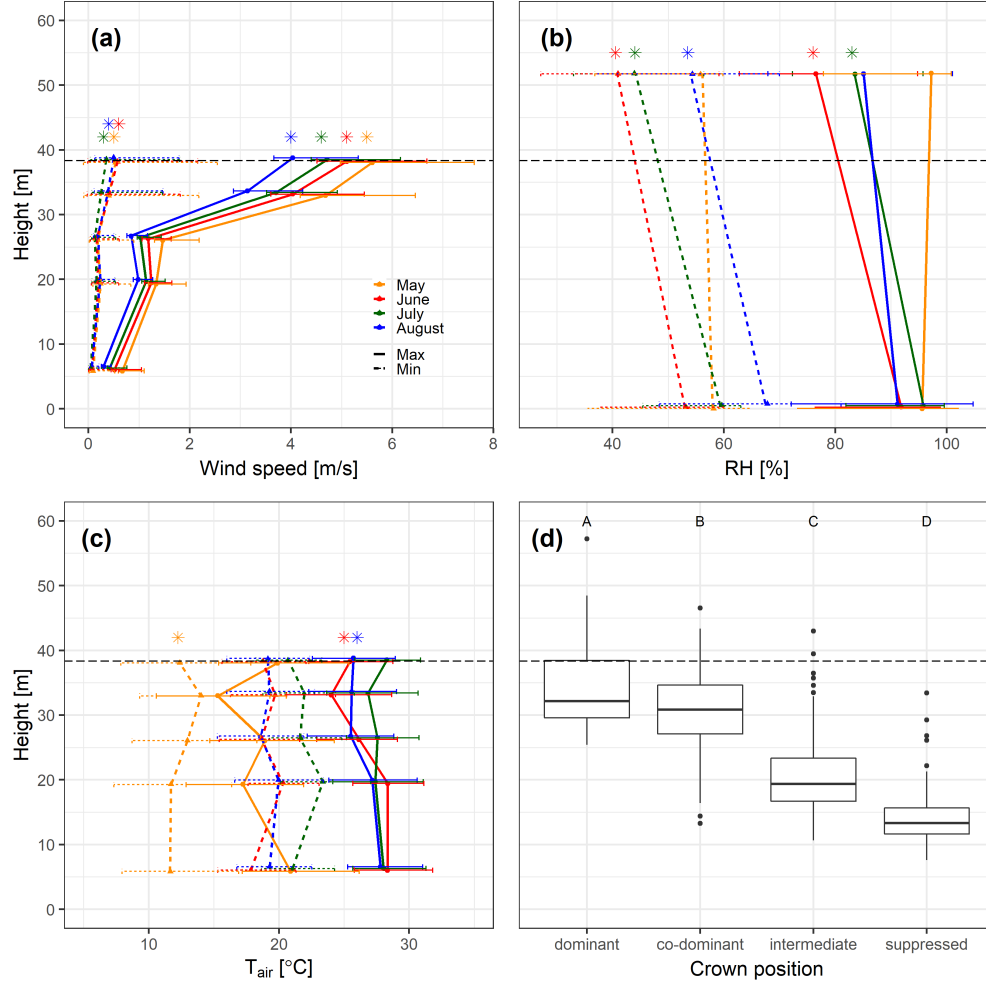 (a)
60
50
40
30
20
10
0
Height [m]
May
June
July
August
Max
Min
0 2 4 6 8
Wind speed [m/s]
(b)
40 60 80 100
RH [%]
(c)
60
50
40
30
20
10
0
Height [m]
10 20 30
Tair [°C]
(d)
A B C D
dominant co-dominant intermediate suppressed
Crown position